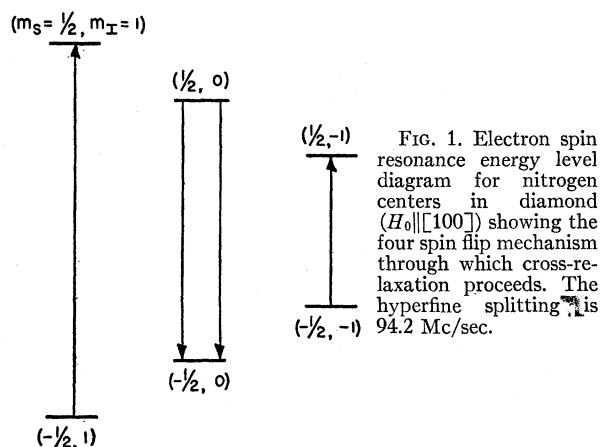 (mS = ½, mI = 1)
(½, 0)
(½, -1)
(-½, -1)
(-½, 0)
(-½, 1)
FIG. 1. Electron spin
resonance energy level
diagram for nitrogen
centers in diamond
(H₀||[100]) showing the
four spin flip mechanism
through which cross-re-
laxation proceeds. The
hyperfine splitting is
94.2 Mc/sec.